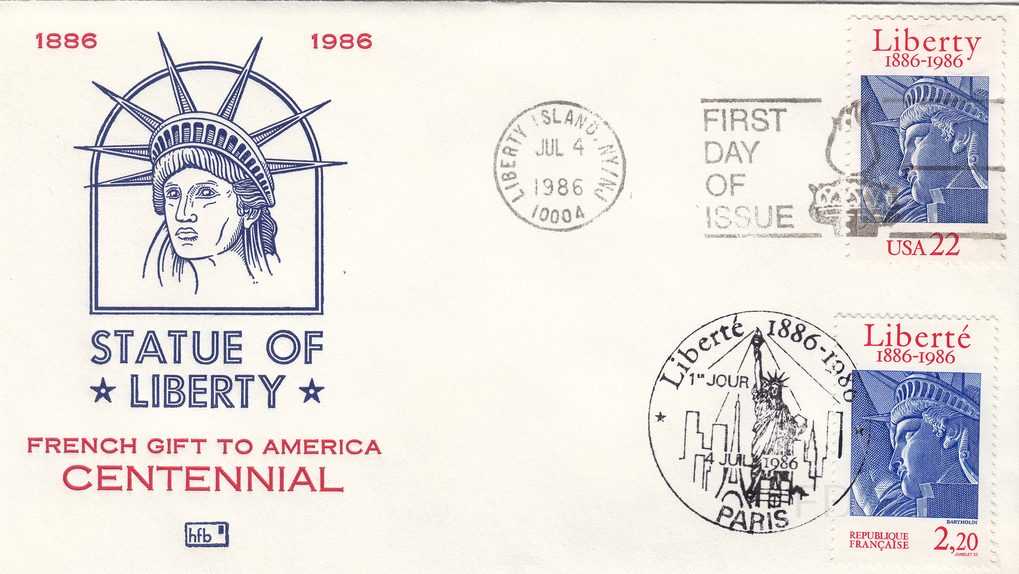 1886
1986
STATUE OF
★ LIBERTY ★
FRENCH GIFT TO AMERICA
CENTENNIAL
hfb
LIBERTY ISLAND, NY/NJ
JUL 4
1986
10004
FIRST
DAY
OF
ISSUE
Liberty
1886-1986
USA 22
Liberté 1886-1986
1er JOUR
4 JUIL 1986
PARIS
Liberté
1886-1986
BARTHOLDI
REPUBLIQUE
FRANÇAISE
2,20
JUMELET SC